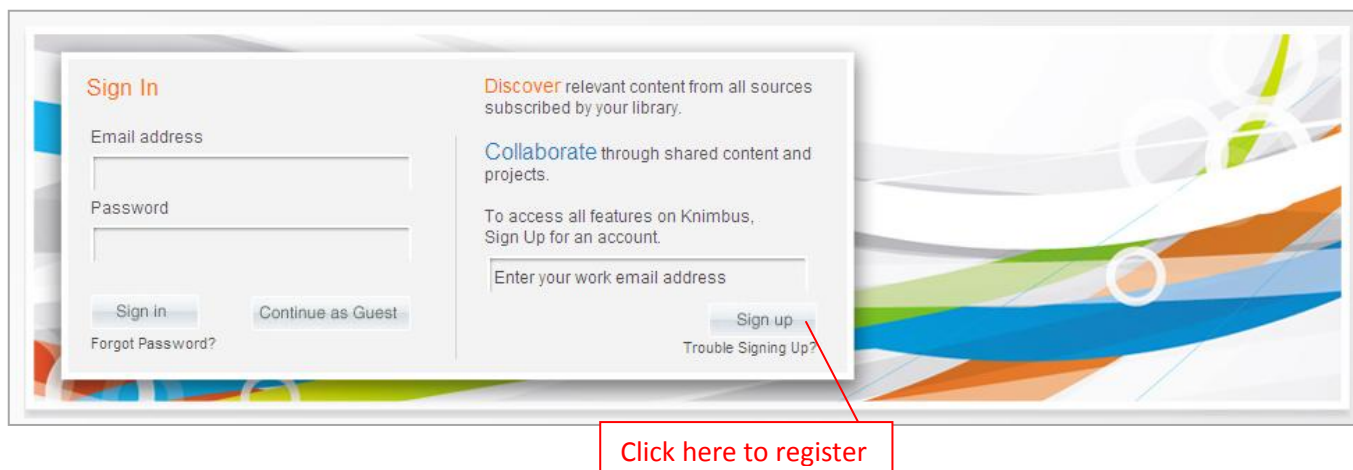 Sign In
Email address
Password
Sign in
Continue as Guest
Forgot Password?
Discover relevant content from all sources
subscribed by your library.
Collaborate through shared content and
projects.
To access all features on Knimbus,
Sign Up for an account.
Enter your work email address
Sign up
Trouble Signing Up?
Click here to register